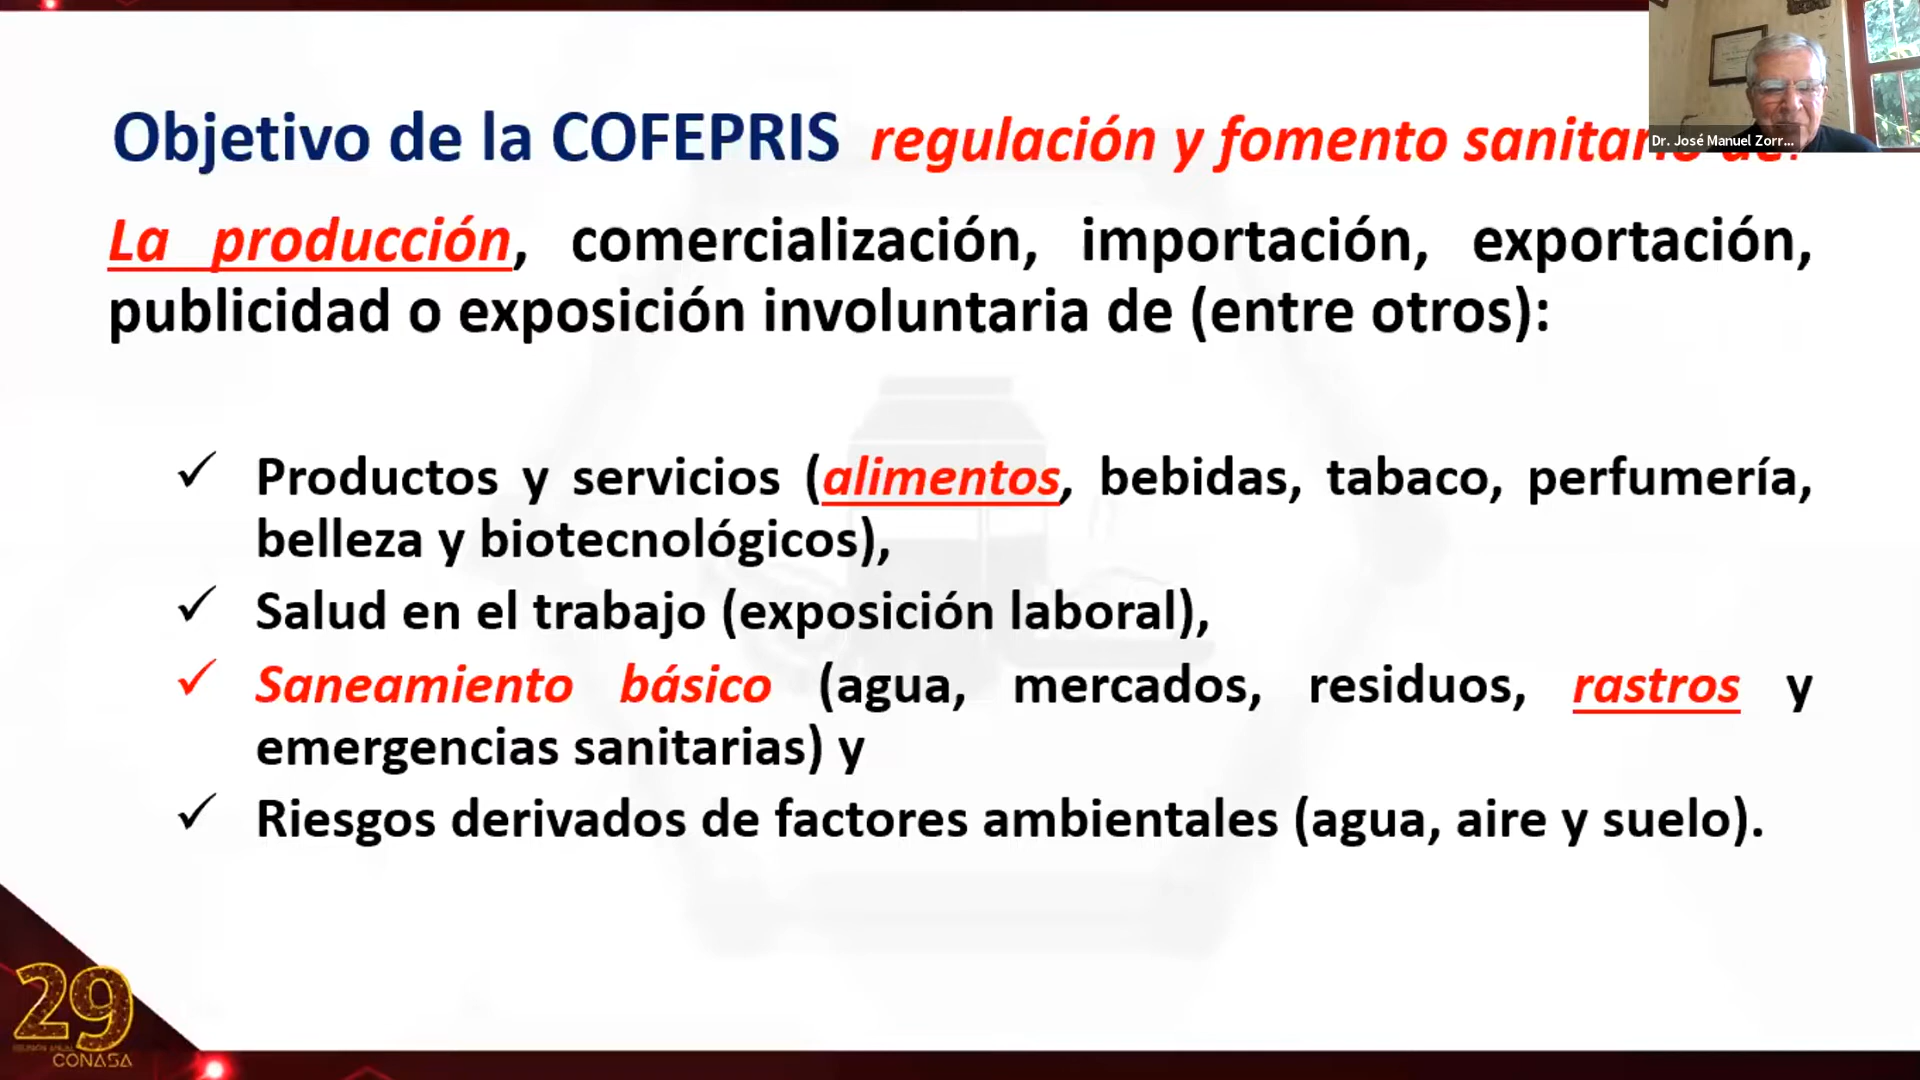 Objetivo de la COFEPRIS regulación y fomento sanitario de:
Dr. José Manuel Zorr...
La producción, comercialización, importación, exportación,
publicidad o exposición involuntaria de (entre otros):
✓ Productos y servicios (alimentos, bebidas, tabaco, perfumería,
belleza y biotecnológicos),
✓ Salud en el trabajo (exposición laboral),
✓ Saneamiento básico (agua, mercados, residuos, rastros y
emergencias sanitarias) y
✓ Riesgos derivados de factores ambientales (agua, aire y suelo).
29
REUNIÓN ANUAL
CONASA